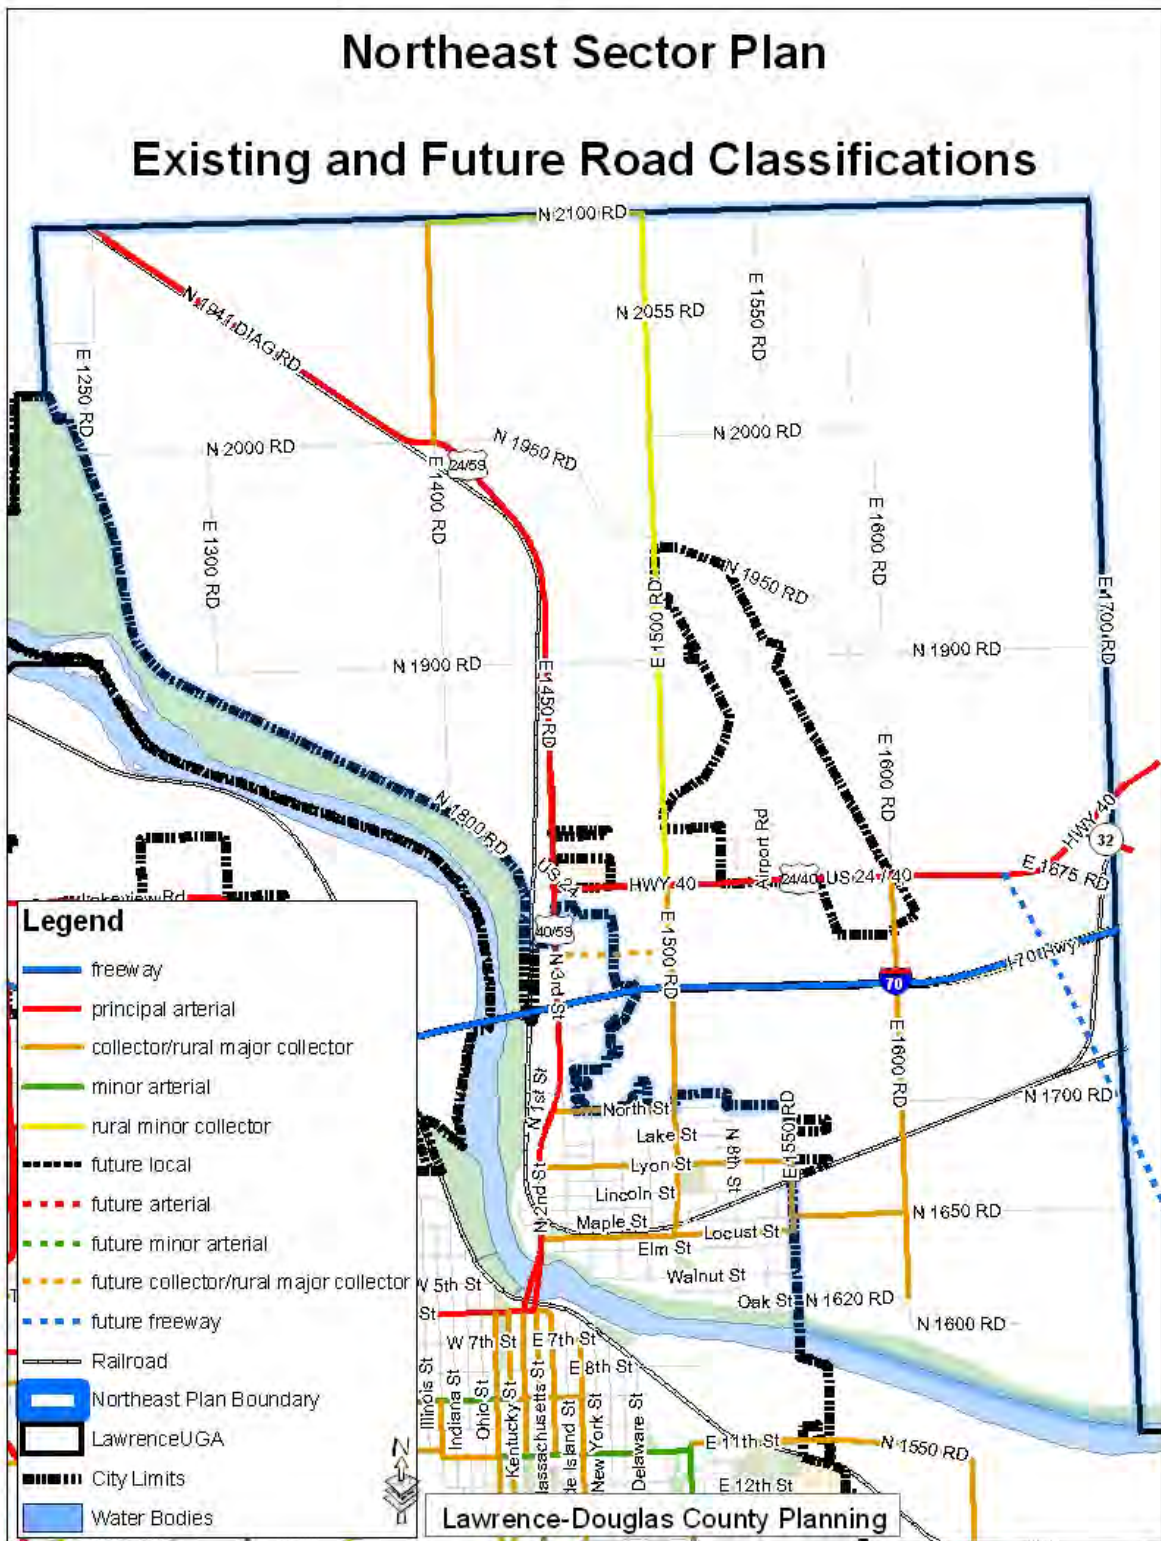 Northeast Sector Plan
Existing and Future Road Classifications
N 2100 RD
N 1941 DIAG RD
N 2055 RD
E 1550 RD
E 1250 RD
N 2000 RD
N 1950 RD
N 2000 RD
24/59
E 1400 RD
E 1300 RD
E 1600 RD
N 1950 RD
E 1500 RD
E 1700 RD
N 1900 RD
N 1900 RD
E 1450 RD
E 1600 RD
N 1800 RD
HWY 40
32
US 24
HWY 40
Airport Rd
24/40
US 24 / 40
E 1675 RD
Lakeview Rd
40/59
N 3rd St
E 1500 RD
I-70 Hwy
70
E 1600 RD
N 1st St
North St
N 1700 RD
Lake St
N 8th St
E 1550 RD
Lyon St
Lincoln St
N 2nd St
Maple St
Locust St
N 1650 RD
Elm St
Walnut St
W 5th St
Oak St
N 1620 RD
St
N 1600 RD
W 7th St
E 7th St
E 8th St
Illinois St
Indiana St
Ohio St
Kentucky St
assachusetts St
de Island St
New York St
Delaware St
E 11th St
N 1550 RD
E 12th St
Legend
freeway
principal arterial
collector/rural major collector
minor arterial
rural minor collector
future local
future arterial
future minor arterial
future collector/rural major collector
future freeway
Railroad
Northeast Plan Boundary
LawrenceUGA
City Limits
Water Bodies
N
Lawrence-Douglas County Planning